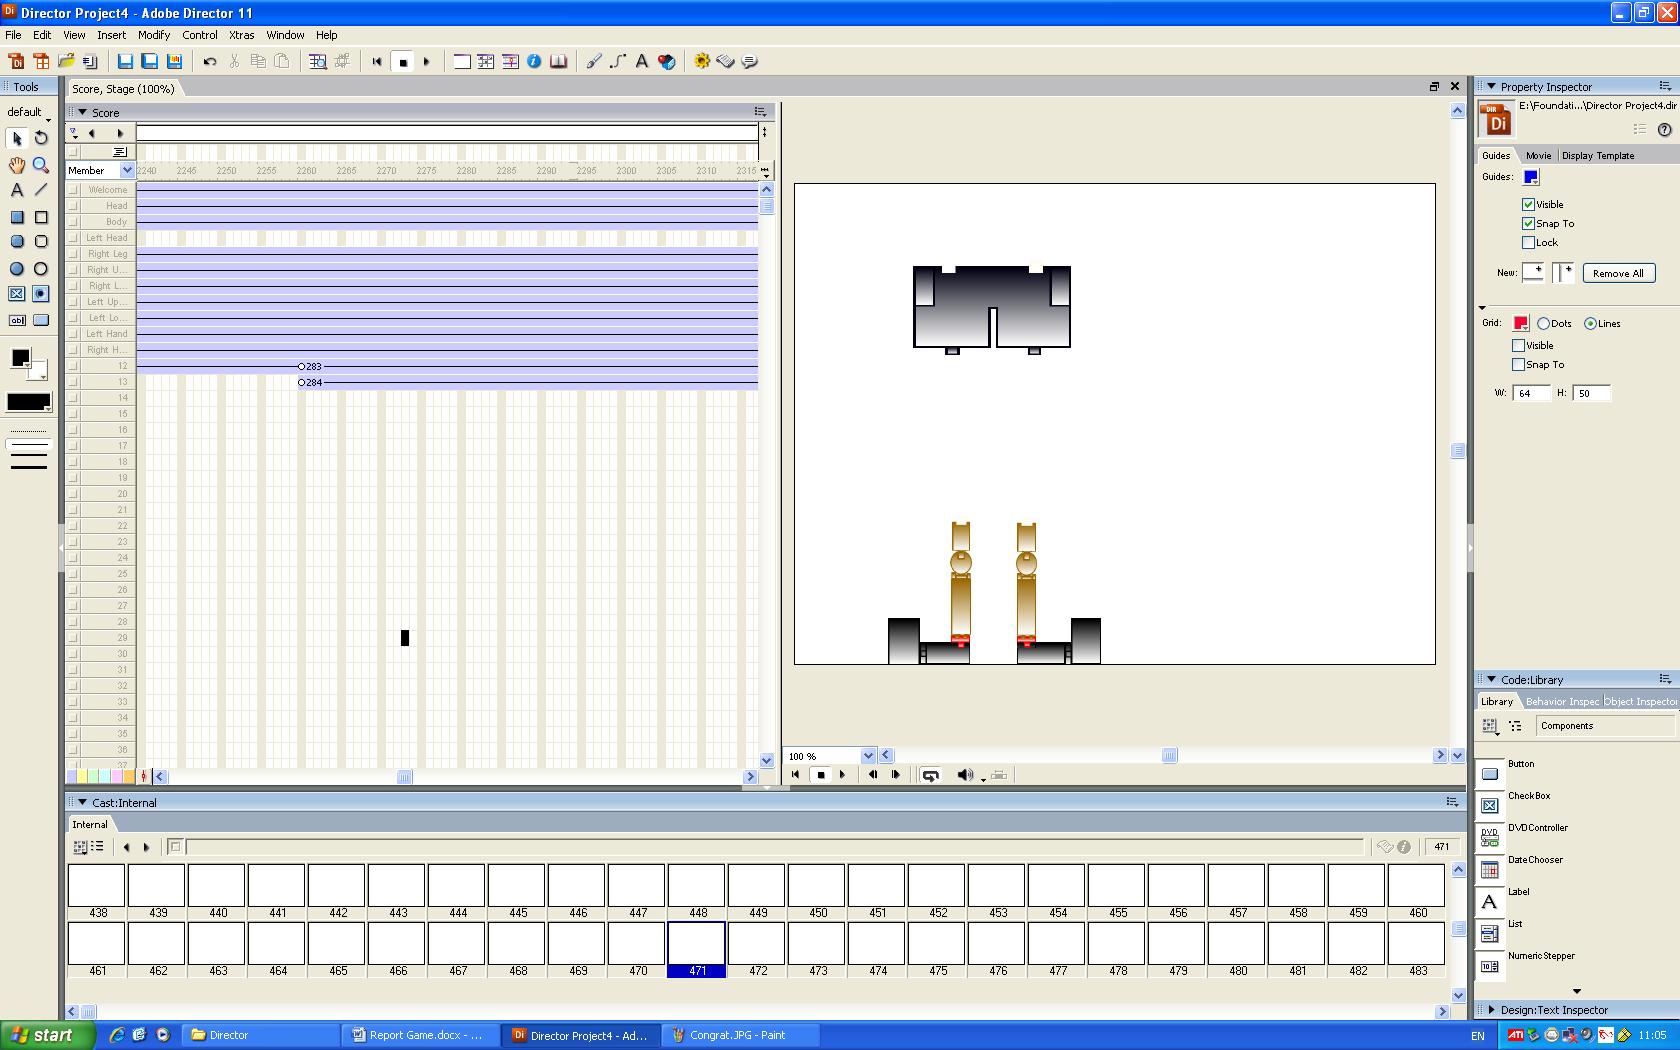 Director Project4 - Adobe Director 11
File Edit View Insert Modify Control Xtras Window Help
Tools
default
Score, Stage (100%)
Score
Member
2240 2245 2250 2255 2260 2265 2270 2275 2280 2285 2290 2295 2300 2305 2310 2315
Welcome
Head
Body
Left Head
Right Leg
Right U...
Right L...
Left Up...
Left Lo...
Left Hand
Right H...
12 283
13 284
14
15
16
17
18
19
20
21
22
23
24
25
26
27
28
29
30
31
32
33
34
35
36
37
100 %
Property Inspector
E:\Foundati...\Director Project4.dir
Guides Movie Display Template
Guides:
Visible
Snap To
Lock
New: Remove All
Grid: Dots Lines
Visible
Snap To
W: 64 H: 50
Code:Library
Library Behavior Inspec Object Inspector
Components
Button
CheckBox
DVDController
DateChooser
Label
List
NumericStepper
Design:Text Inspector
Cast:Internal
Internal
471
438 439 440 441 442 443 444 445 446 447 448 449 450 451 452 453 454 455 456 457 458 459 460
461 462 463 464 465 466 467 468 469 470 471 472 473 474 475 476 477 478 479 480 481 482 483
start Director Report Game.docx - ... Director Project4 - Ad... Congrat.JPG - Paint EN ATI 11:05